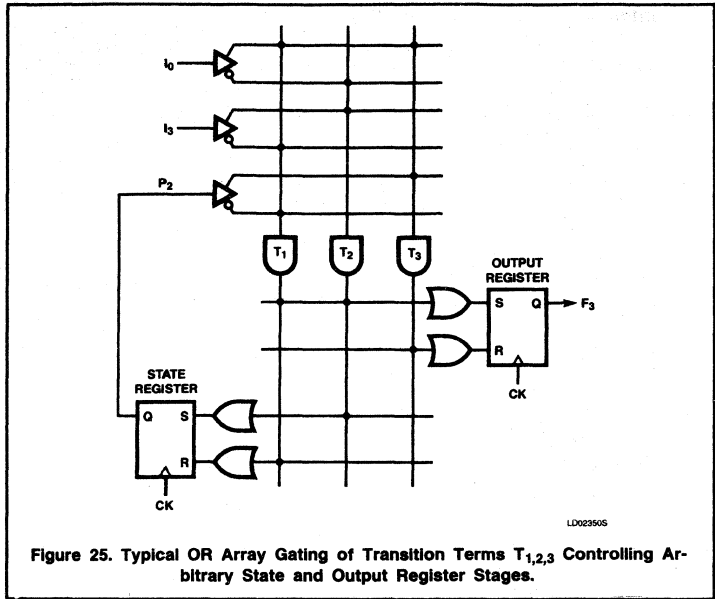 I₀
I₃
P₂
T₁ T₂ T₃
OUTPUT
REGISTER
S Q F₃
R
CK
STATE
REGISTER
Q S
R
CK
LD02350S
Figure 25. Typical OR Array Gating of Transition Terms T₁,₂,₃ Controlling Ar-
bitrary State and Output Register Stages.